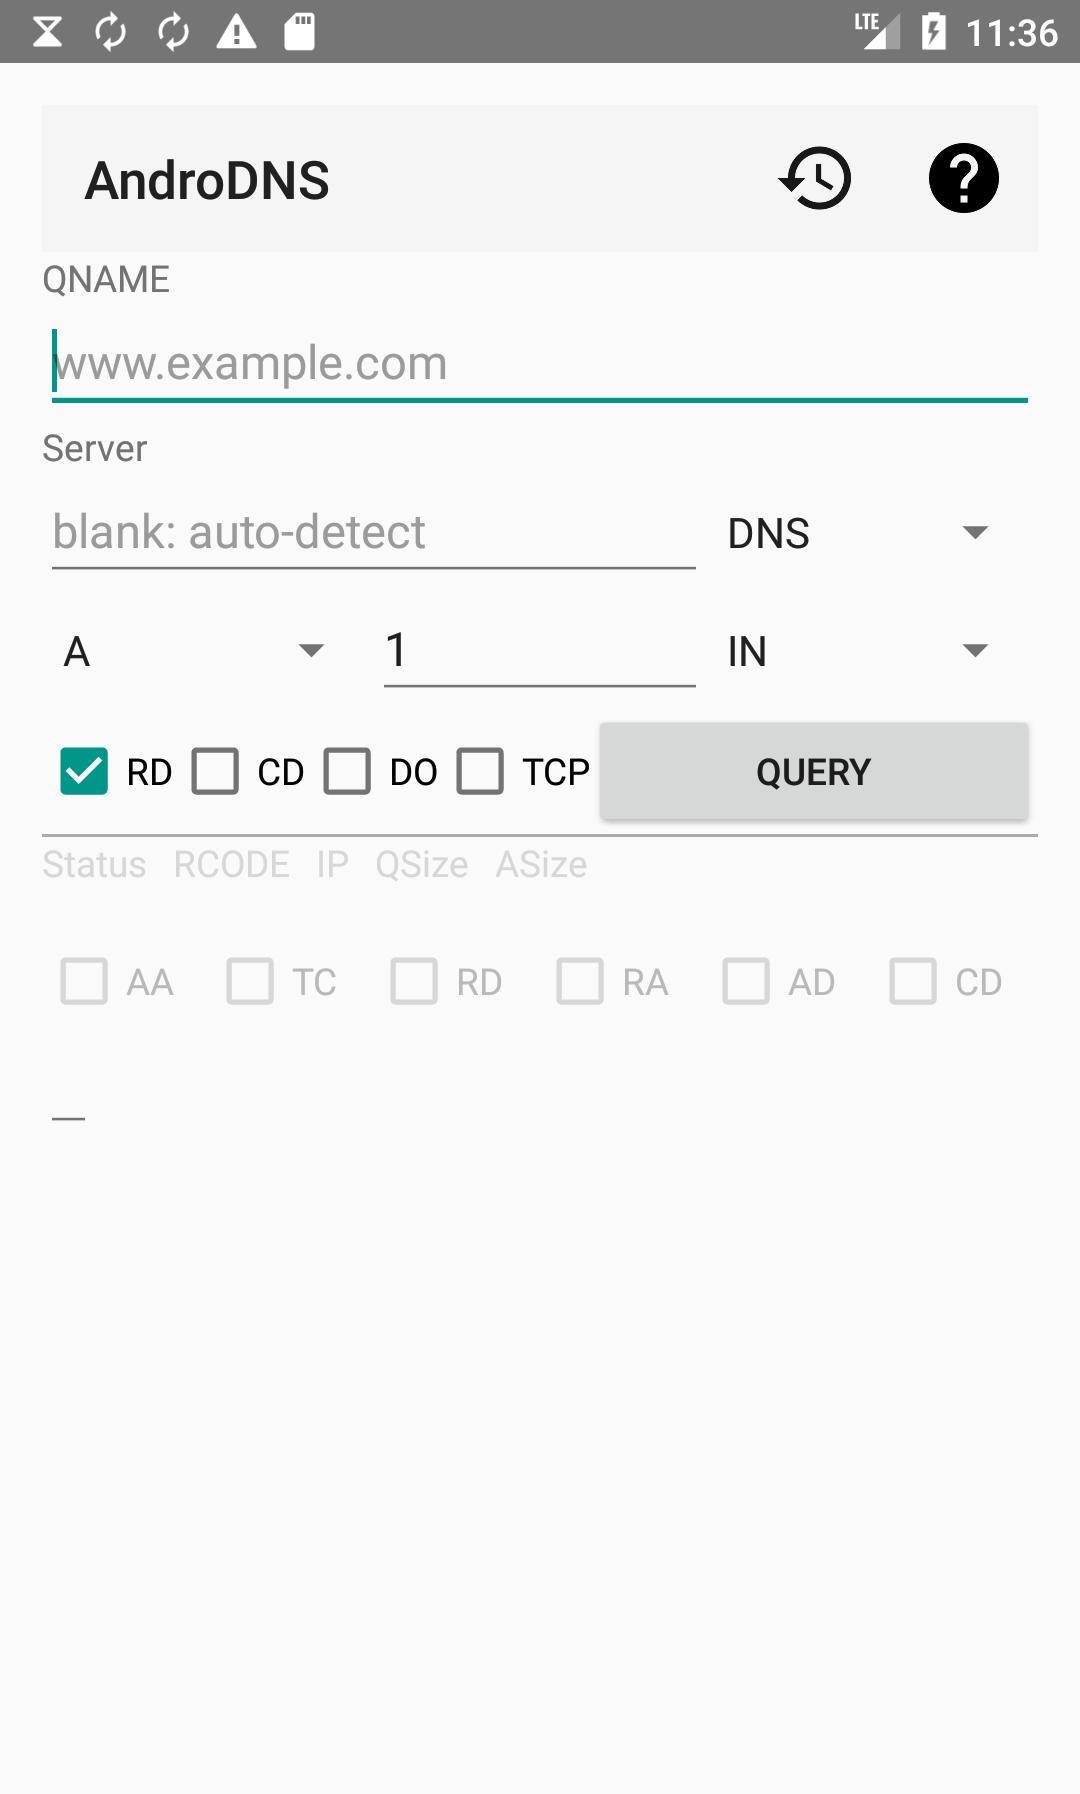 LTE 11:36
AndroDNS
QNAME
www.example.com
Server
blank: auto-detect DNS
A 1 IN
RD CD DO TCP QUERY
Status RCODE IP QSize ASize
AA TC RD RA AD CD